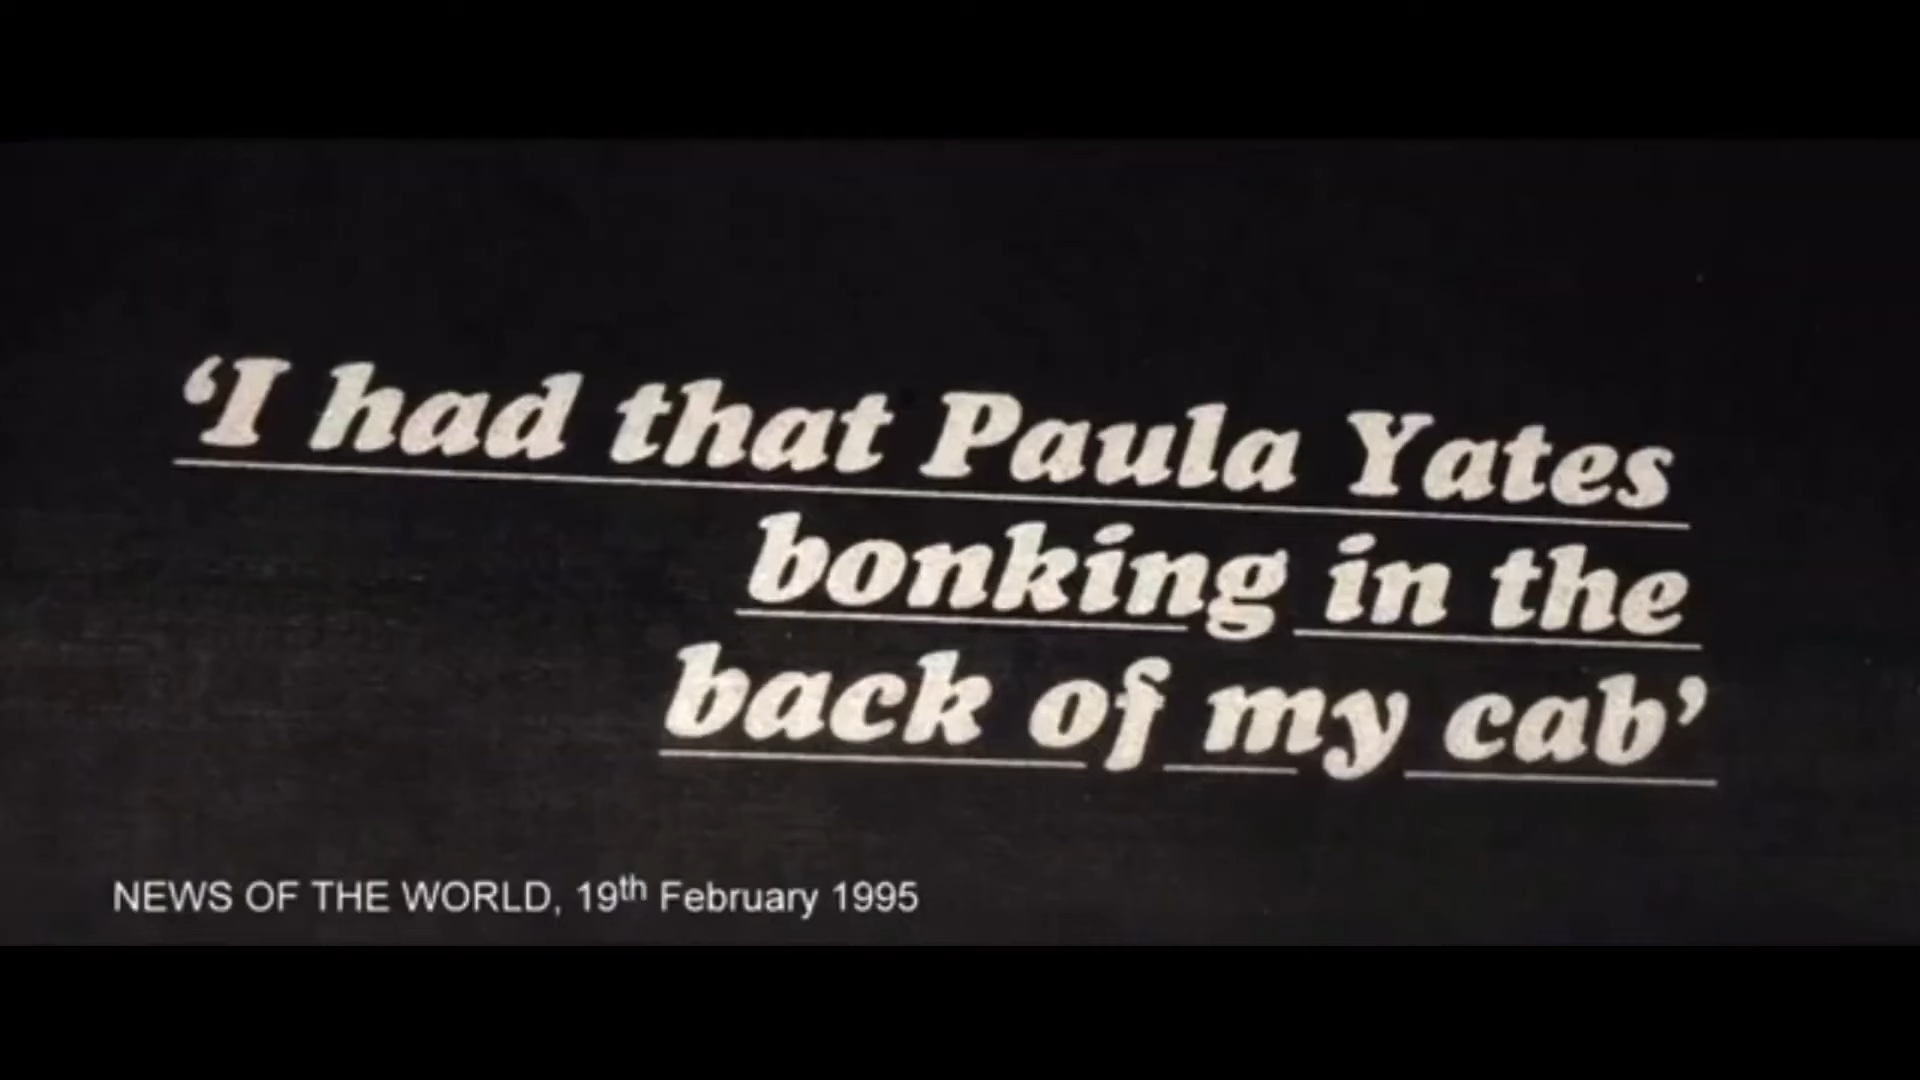 ‘I had that Paula Yates
bonking in the
back of my cab’
NEWS OF THE WORLD, 19th February 1995